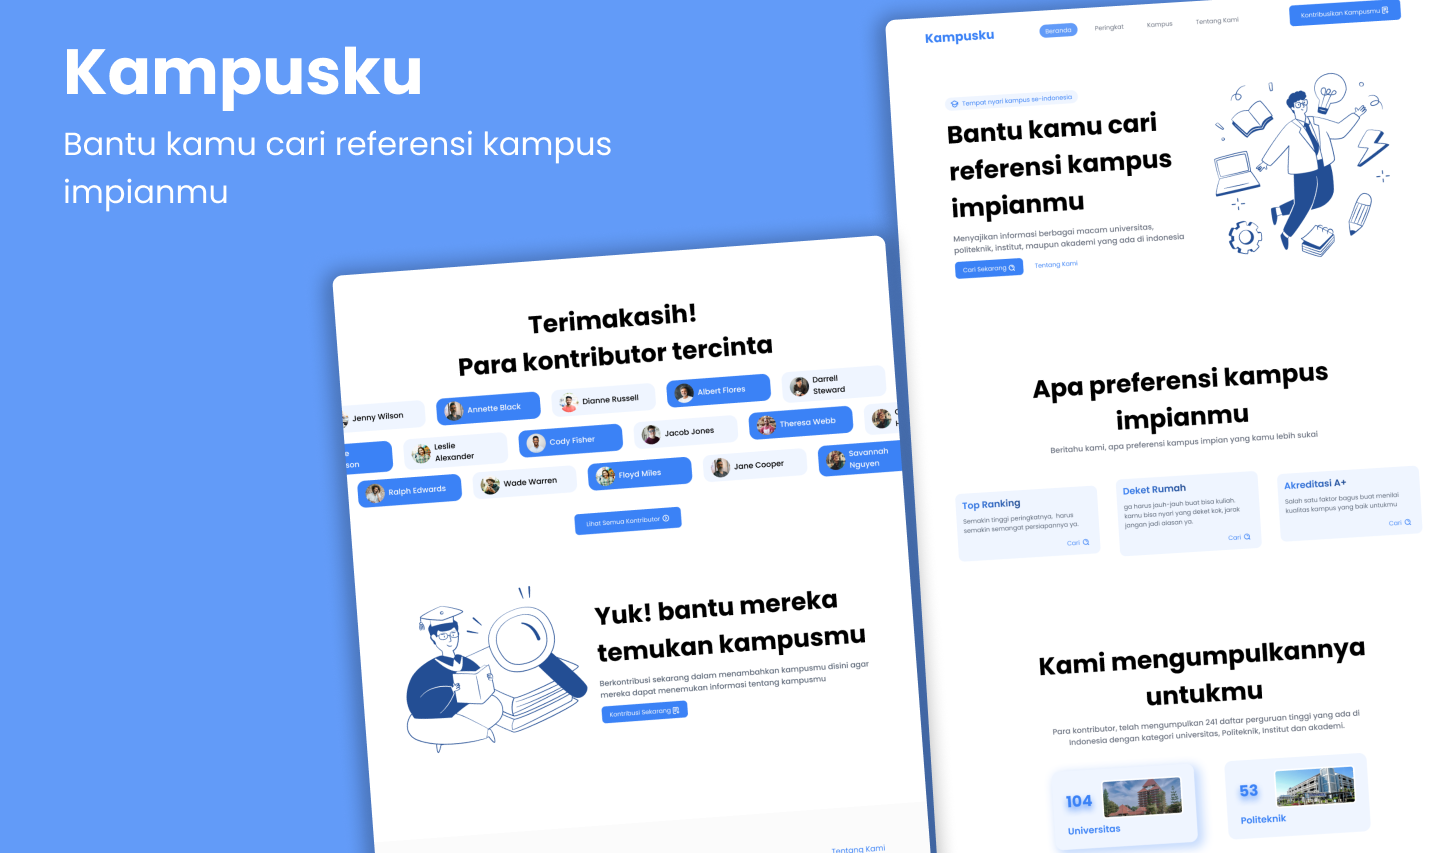 Kampusku
Bantu kamu cari referensi kampus
impianmu
Kampusku
Beranda
Peringkat
Kampus
Tentang Kami
Kontribusikan Kampusmu
Tempat nyari kampus se-indonesia
Bantu kamu cari
referensi kampus
impianmu
Menyajikan informasi berbagai macam universitas,
politeknik, institut, maupun akademi yang ada di indonesia
Cari Sekarang
Tentang Kami
Apa preferensi kampus
impianmu
Beritahu kami, apa preferensi kampus impian yang kamu lebih sukai
Top Ranking
Semakin tinggi peringkatnya, harus
semakin semangat persiapannya ya.
Cari
Deket Rumah
ga harus jauh-jauh buat bisa kuliah.
kamu bisa nyari yang deket kok, jarak
jangan jadi alasan ya.
Cari
Akreditasi A+
Salah satu faktor bagus buat menilai
kualitas kampus yang baik untukmu
Cari
Kami mengumpulkannya
untukmu
Para kontributor, telah mengumpulkan 241 daftar perguruan tinggi yang ada di
Indonesia dengan kategori universitas, Politeknik, Institut dan akademi.
104
Universitas
53
Politeknik
Terimakasih!
Para kontributor tercinta
Jenny Wilson
Annette Black
Dianne Russell
Albert Flores
Darrell
Steward
Leslie
Alexander
Cody Fisher
Jacob Jones
Theresa Webb
Ralph Edwards
Wade Warren
Floyd Miles
Jane Cooper
Savannah
Nguyen
Lihat Semua Kontributor
Yuk! bantu mereka
temukan kampusmu
Berkontribusi sekarang dalam menambahkan kampusmu disini agar
mereka dapat menemukan informasi tentang kampusmu
Kontribusi Sekarang
Tentang Kami